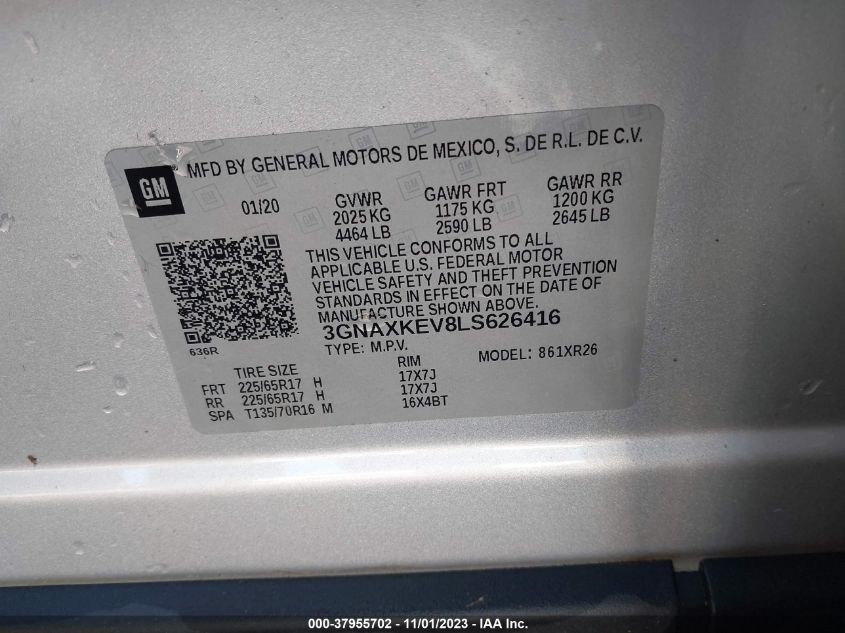 GM
MFD BY GENERAL MOTORS DE MEXICO, S. DE R.L. DE C.V.
01/20 GVWR GAWR FRT GAWR RR
2025 KG 1175 KG 1200 KG
4464 LB 2590 LB 2645 LB
THIS VEHICLE CONFORMS TO ALL
APPLICABLE U.S. FEDERAL MOTOR
VEHICLE SAFETY AND THEFT PREVENTION
STANDARDS IN EFFECT ON THE DATE OF
MANUFACTURE SHOWN ABOVE.
3GNAXKEV8LS626416
636R
TYPE: M.P.V. MODEL: 861XR26
TIRE SIZE RIM
FRT 225/65R17 H 17X7J
RR 225/65R17 H 17X7J
SPA T135/70R16 M 16X4BT
000-37955702 - 11/01/2023 - IAAI.com.